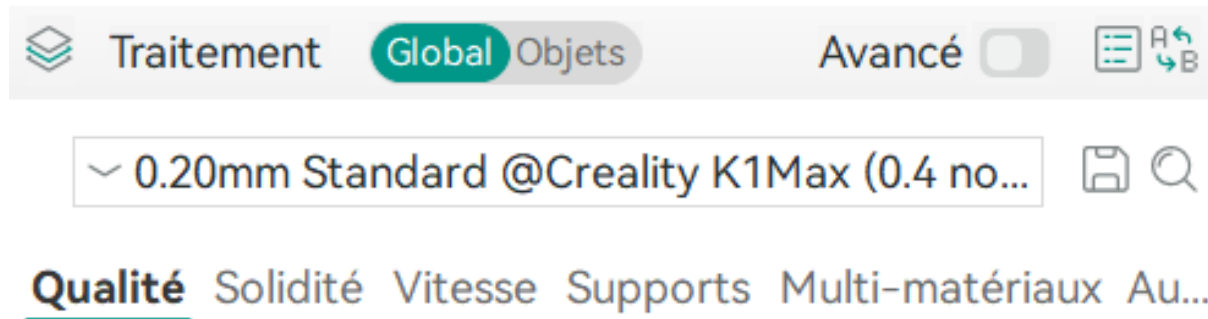 Traitement Global Objets Avancé
0.20mm Standard @Creality K1Max (0.4 no...
Qualité Solidité Vitesse Supports Multi-matériaux Au...